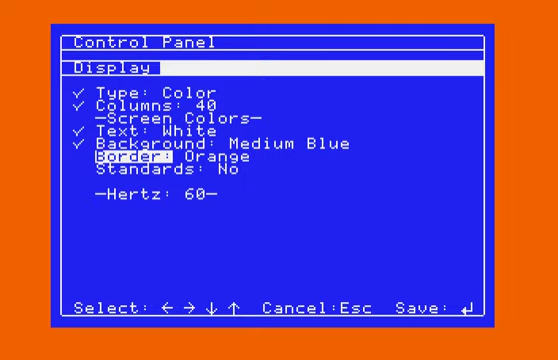 Control Panel
Display
✓ Type: Color
✓ Columns: 40
—Screen Colors—
✓ Text: White
✓ Background: Medium Blue
Border: Orange
Standards: No
—Hertz: 60—
Select: ← → ↓ ↑ Cancel:Esc Save: ↵